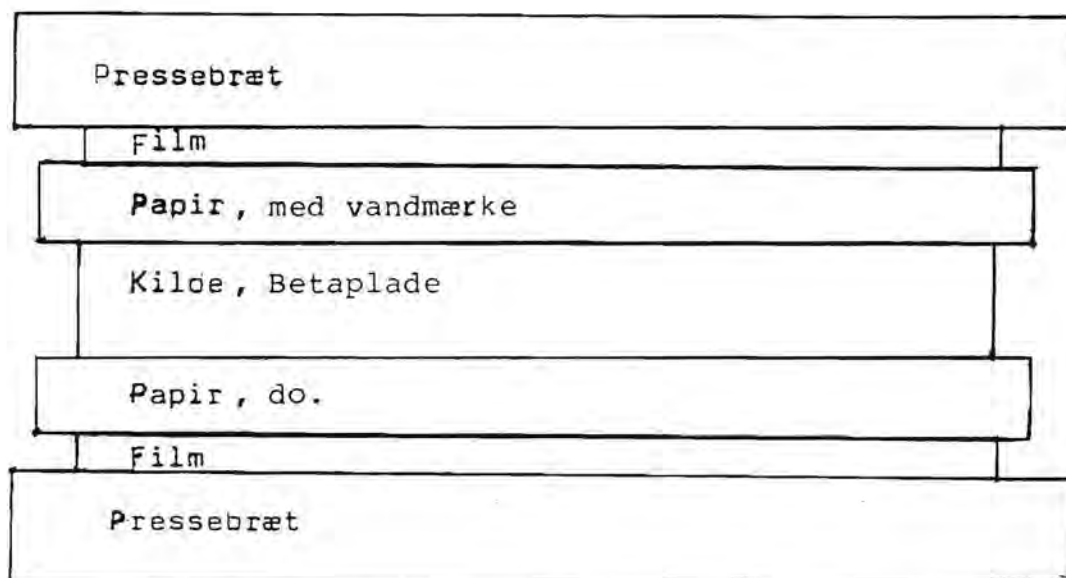 Pressebræt
Film
Papir, med vandmærke
Kilde, Betaplade
Papir, do.
Film
Pressebræt